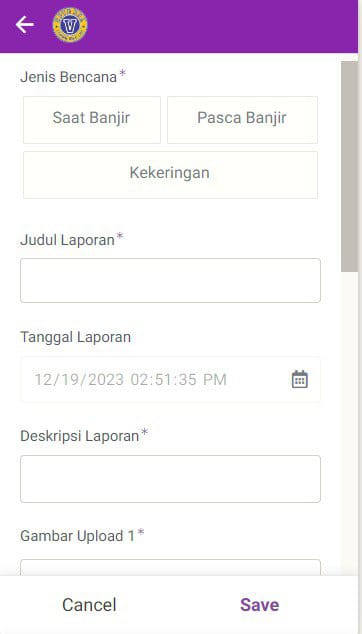 Jenis Bencana*
Saat Banjir Pasca Banjir
Kekeringan
Judul Laporan*
Tanggal Laporan
12/19/2023 02:51:35 PM
Deskripsi Laporan*
Gambar Upload 1*
Cancel Save